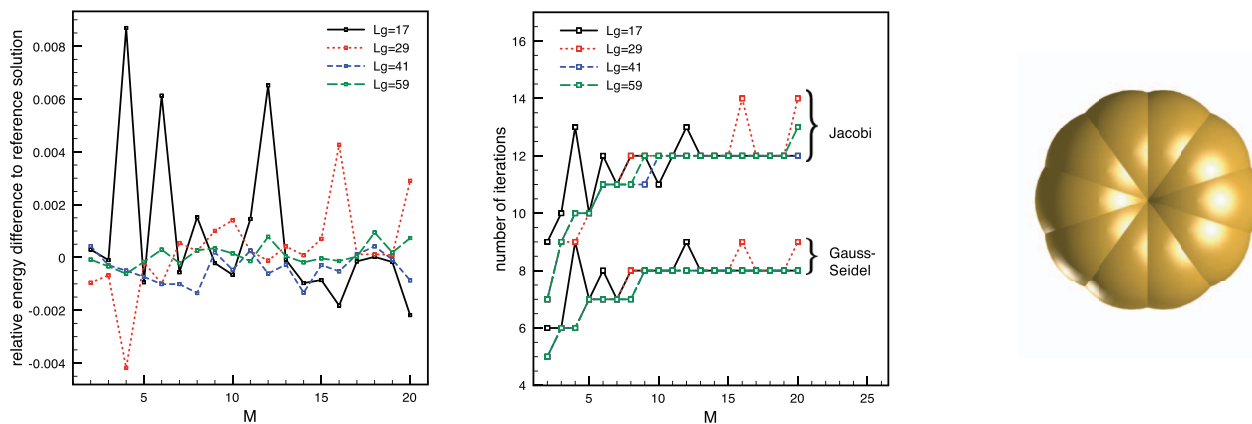 relative energy difference to reference solution
0.008
0.006
0.004
0.002
0
-0.002
-0.004
Lg=17
Lg=29
Lg=41
Lg=59
5
10
15
20
M
number of iterations
16
14
12
10
8
6
4
Lg=17
Lg=29
Lg=41
Lg=59
Jacobi
Gauss-
Seidel
5
10
15
20
25
M